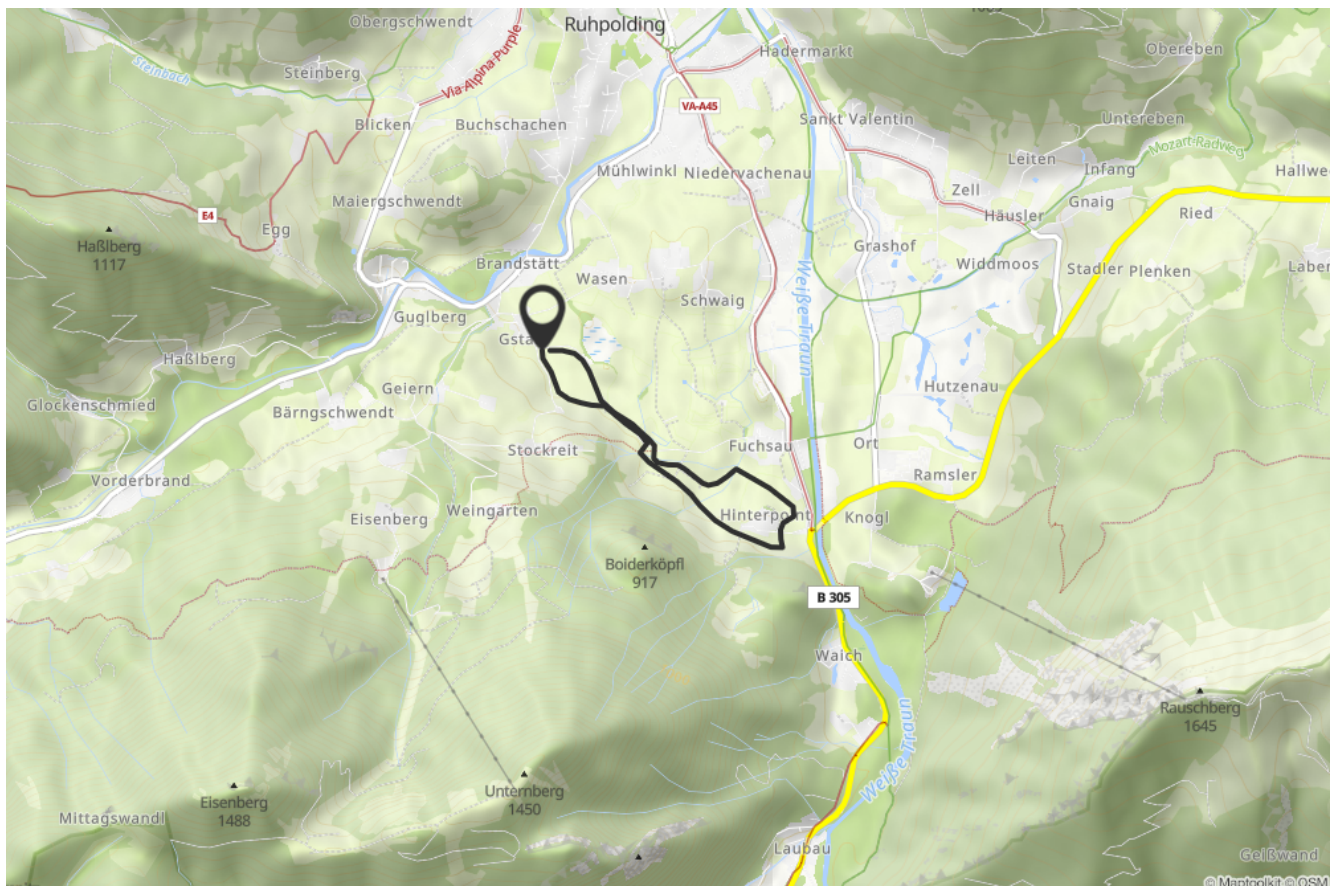 Obergschwendt
Ruhpolding
Hadermarkt
Steinbach
Via Alpina Purple
Steinberg
Obereben
VA-A45
Blicken
Buchschachen
Sankt Valentin
Untereben
Mozart-Radweg
Leiten
Infang
Mühlwinkl
Niedervachenau
Maiergschwendt
Zell
Gnaig
E4
Egg
Häusler
Ried
Haßlberg
1117
Brandstätt
Wasen
Grashof
Widdmoos
Stadler
Plenken
Weiße Traun
Schwaig
Guglberg
Haßlberg
Geiern
Hutzenau
Glockenschmied
Bärngschwendt
Stockreit
Fuchsau
Ort
Ramsler
Vorderbrand
Weingarten
Eisenberg
Hinterpoint
Knogl
Boiderköpfl
917
B 305
Waich
Rauschberg
1645
Weiße Traun
Unternberg
1450
Eisenberg
1488
Mittagswandl
Laubau
Geißwand
© Maptoolkit © OSM